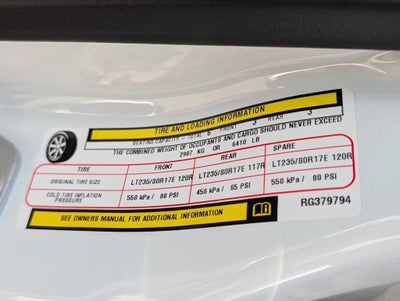 TIRE AND LOADING INFORMATION
SEATING CAPACITY - TOTAL 6 FRONT 3 REAR 3
THE COMBINED WEIGHT OF OCCUPANTS AND CARGO SHOULD NEVER EXCEED
2907 KG OR 6410 LB
TIRE FRONT REAR SPARE
ORIGINAL TIRE SIZE LT235/80R17E 120R LT235/80R17E 117R LT235/80R17E 120R
COLD TIRE INFLATION PRESSURE 550 kPa / 80 PSI 450 kPa / 65 PSI 550 kPa / 80 PSI
SEE OWNERS MANUAL FOR ADDITIONAL INFORMATION
RG379794